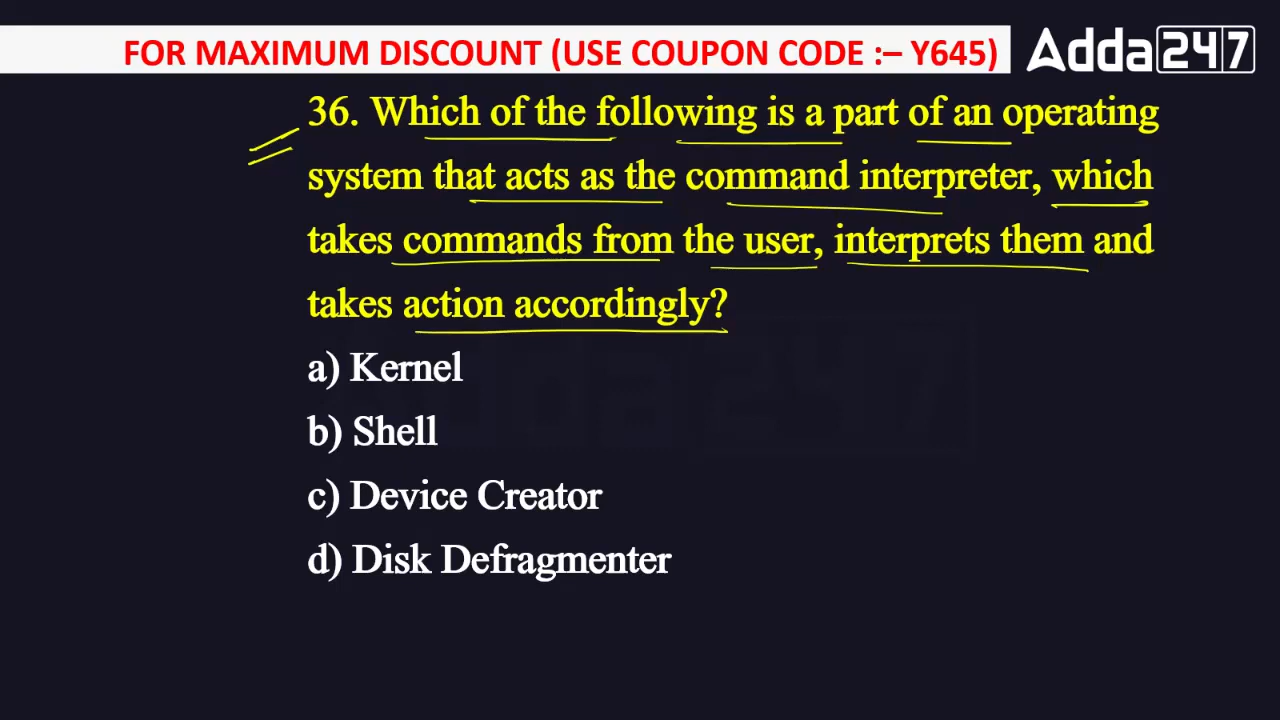 FOR MAXIMUM DISCOUNT (USE COUPON CODE :– Y645)
Adda247
36. Which of the following is a part of an operating
system that acts as the command interpreter, which
takes commands from the user, interprets them and
takes action accordingly?
a) Kernel
b) Shell
c) Device Creator
d) Disk Defragmenter